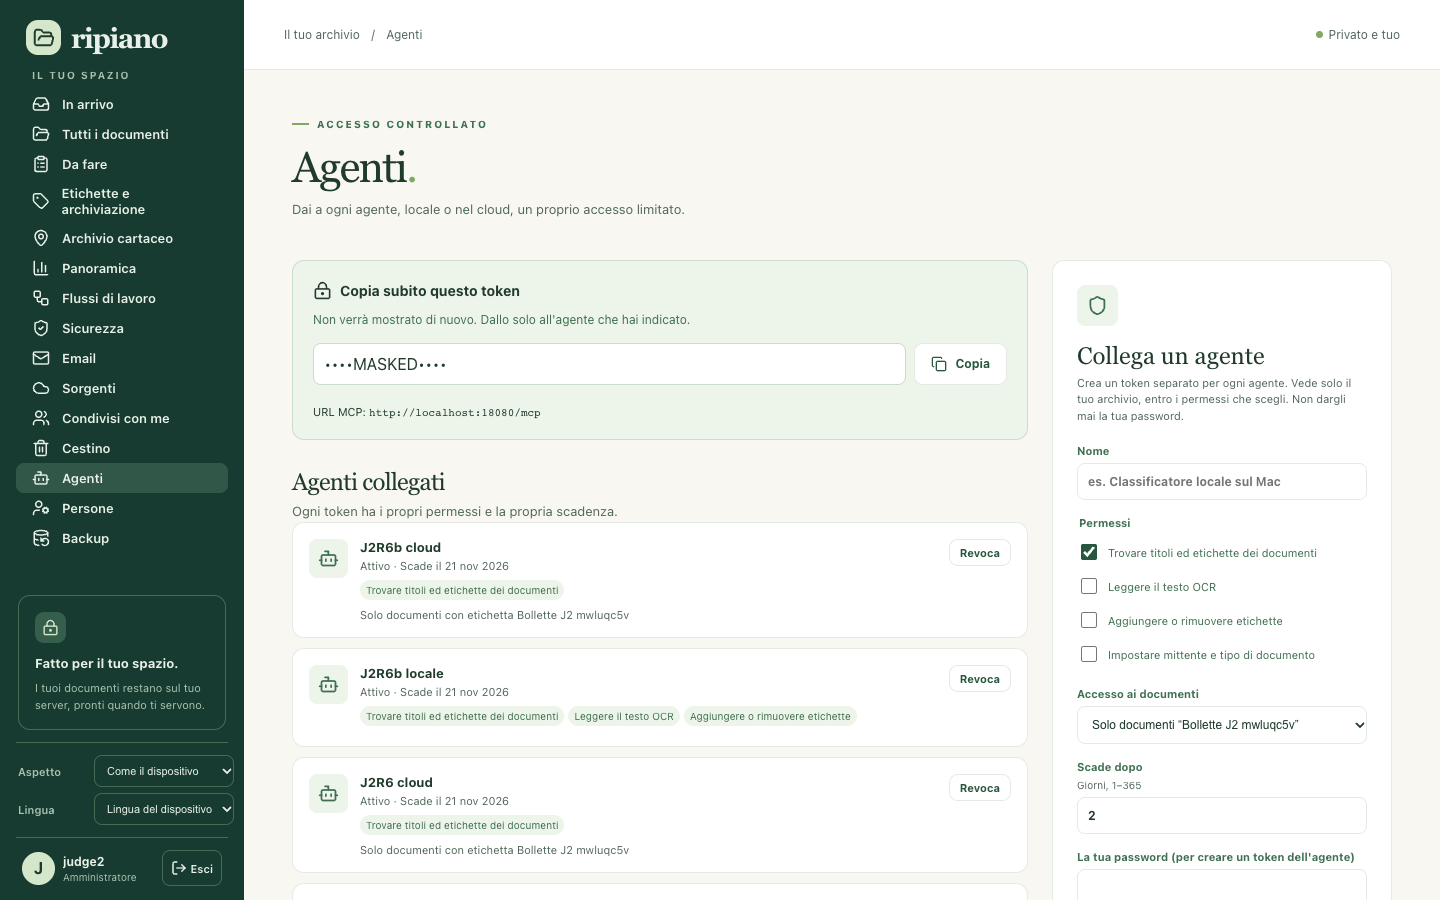 ripiano
IL TUO SPAZIO
In arrivo
Tutti i documenti
Da fare
Etichette e
archiviazione
Archivio cartaceo
Panoramica
Flussi di lavoro
Sicurezza
Email
Sorgenti
Condivisi con me
Cestino
Agenti
Persone
Backup
Fatto per il tuo spazio.
I tuoi documenti restano sul tuo
server, pronti quando ti servono.
Aspetto
Come il dispositivo
Lingua
Lingua del dispositivo
J
judge2
Amministratore
Esci
Il tuo archivio / Agenti
Privato e tuo
ACCESSO CONTROLLATO
Agenti.
Dai a ogni agente, locale o nel cloud, un proprio accesso limitato.
Copia subito questo token
Non verrà mostrato di nuovo. Dallo solo all'agente che hai indicato.
••••MASKED••••
Copia
URL MCP: http://localhost:18080/mcp
Agenti collegati
Ogni token ha i propri permessi e la propria scadenza.
J2R6b cloud
Attivo · Scade il 21 nov 2026
Trovare titoli ed etichette dei documenti
Solo documenti con etichetta Bollette J2 mwluqc5v
Revoca
J2R6b locale
Attivo · Scade il 21 nov 2026
Trovare titoli ed etichette dei documenti Leggere il testo OCR Aggiungere o rimuovere etichette
Revoca
J2R6 cloud
Attivo · Scade il 21 nov 2026
Trovare titoli ed etichette dei documenti
Solo documenti con etichetta Bollette J2 mwluqc5v
Revoca
Collega un agente
Crea un token separato per ogni agente. Vede solo il
tuo archivio, entro i permessi che scegli. Non dargli
mai la tua password.
Nome
es. Classificatore locale sul Mac
Permessi
Trovare titoli ed etichette dei documenti
Leggere il testo OCR
Aggiungere o rimuovere etichette
Impostare mittente e tipo di documento
Accesso ai documenti
Solo documenti “Bollette J2 mwluqc5v”
Scade dopo
Giorni, 1–365
2
La tua password (per creare un token dell'agente)